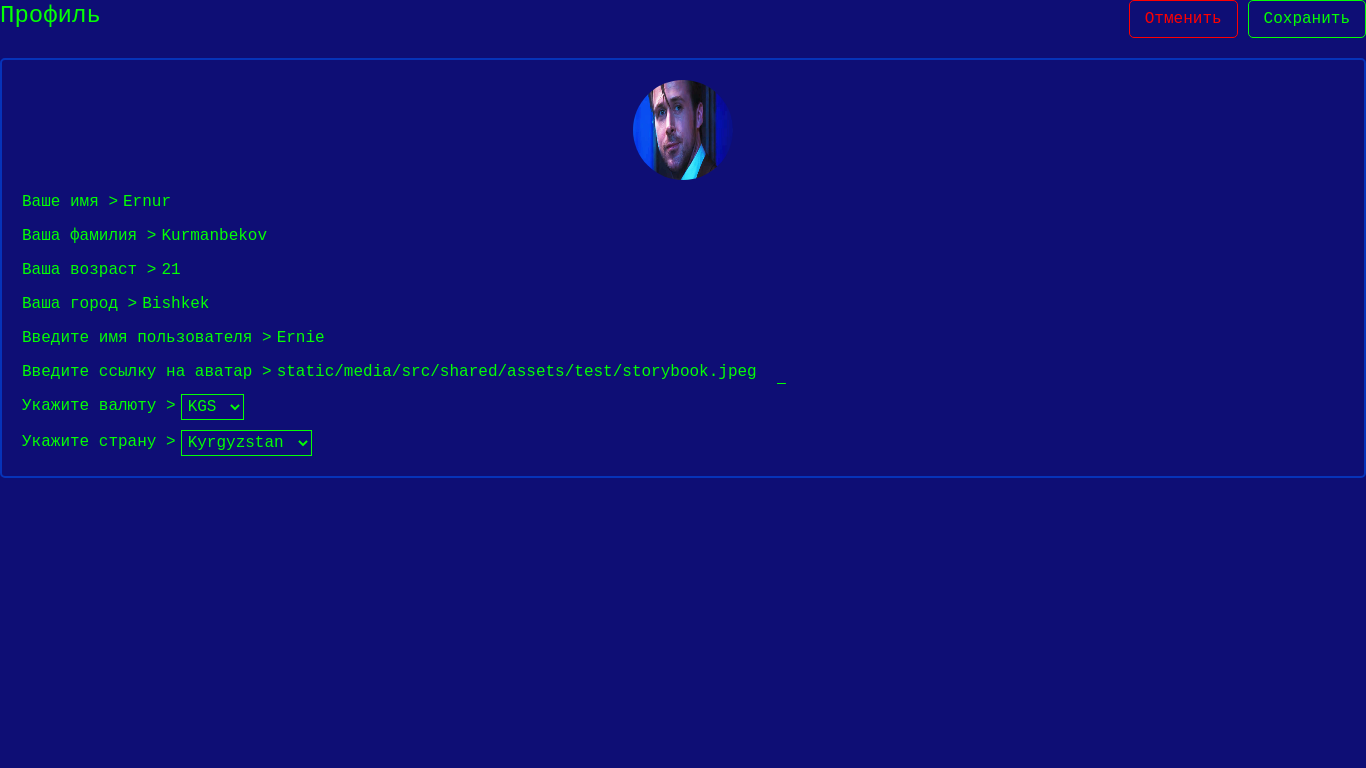 Профиль
Отменить
Сохранить
Ваше имя > Ernur
Ваша фамилия > Kurmanbekov
Ваша возраст > 21
Ваша город > Bishkek
Введите имя пользователя > Ernie
Введите ссылку на аватар > static/media/src/shared/assets/test/storybook.jpeg _
Укажите валюту > KGS
Укажите страну > Kyrgyzstan